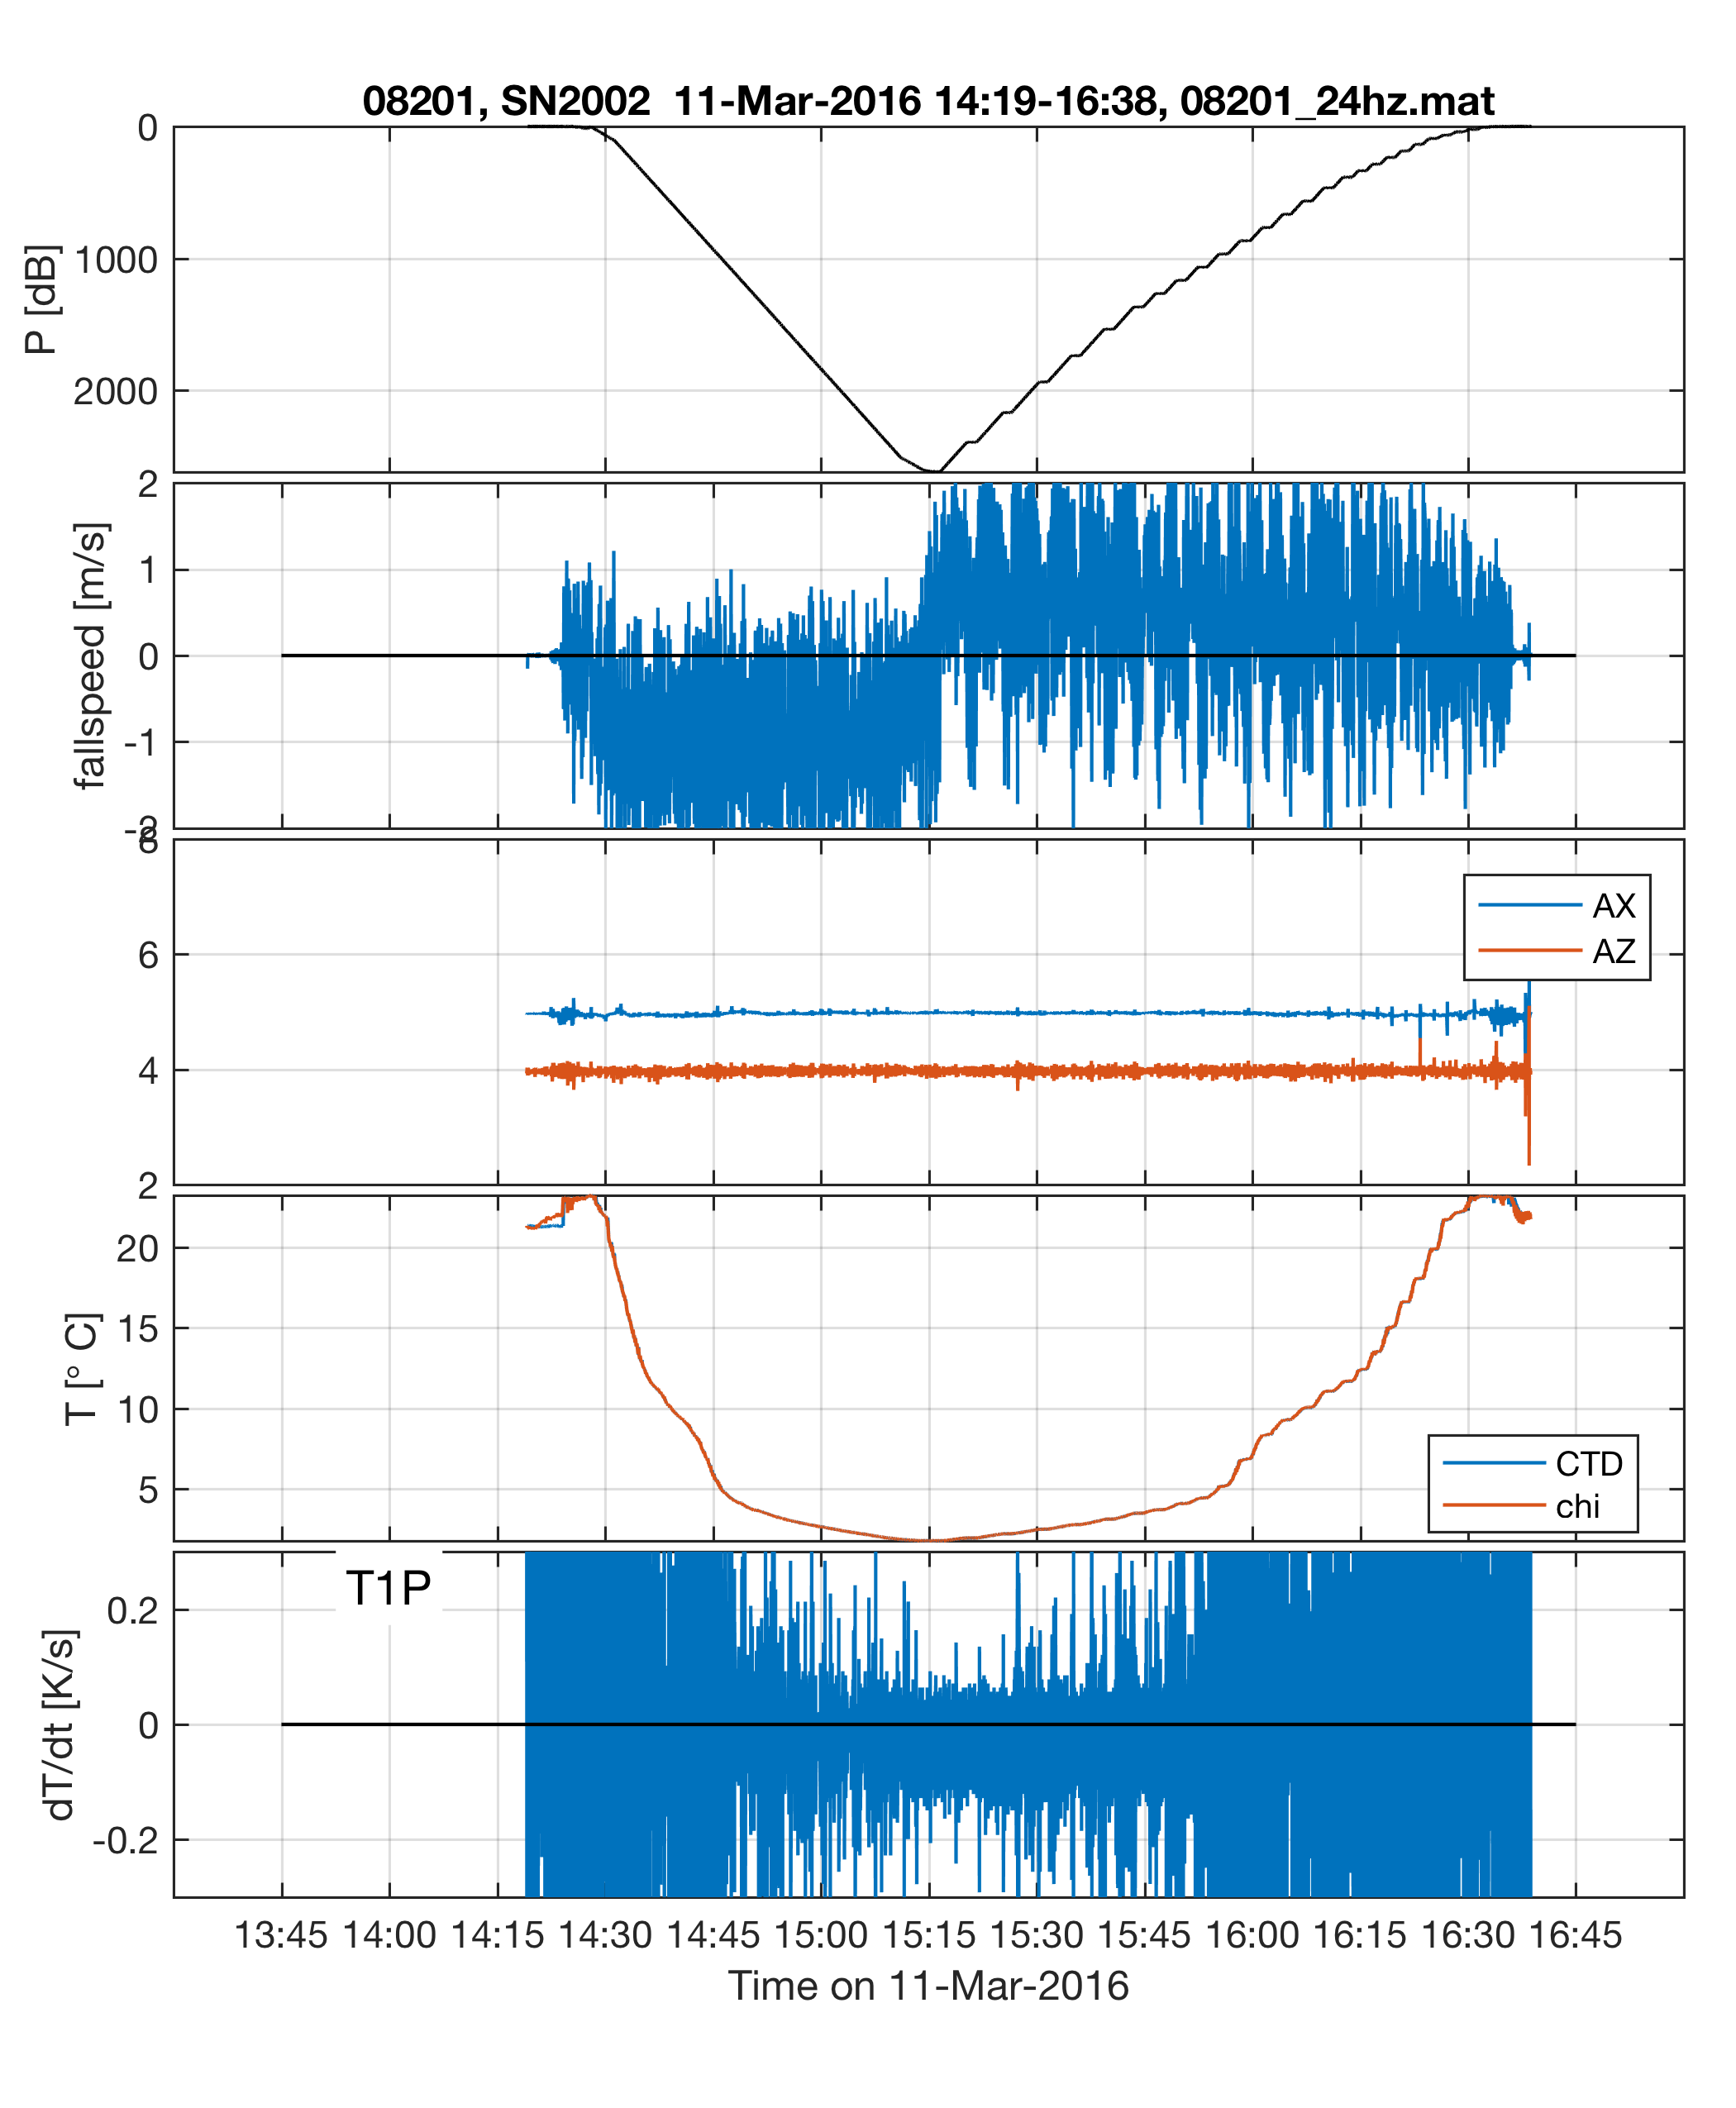 08201, SN2002  11-Mar-2016 14:19-16:38, 08201_24hz.mat
0
1000
2000
P [dB]
2
1
0
-1
-2
fallspeed [m/s]
8
6
4
2
AX
AZ
20
15
10
5
T [° C]
CTD
chi
T1P
0.2
0
-0.2
dT/dt [K/s]
13:45 14:00 14:15 14:30 14:45 15:00 15:15 15:30 15:45 16:00 16:15 16:30 16:45
Time on 11-Mar-2016